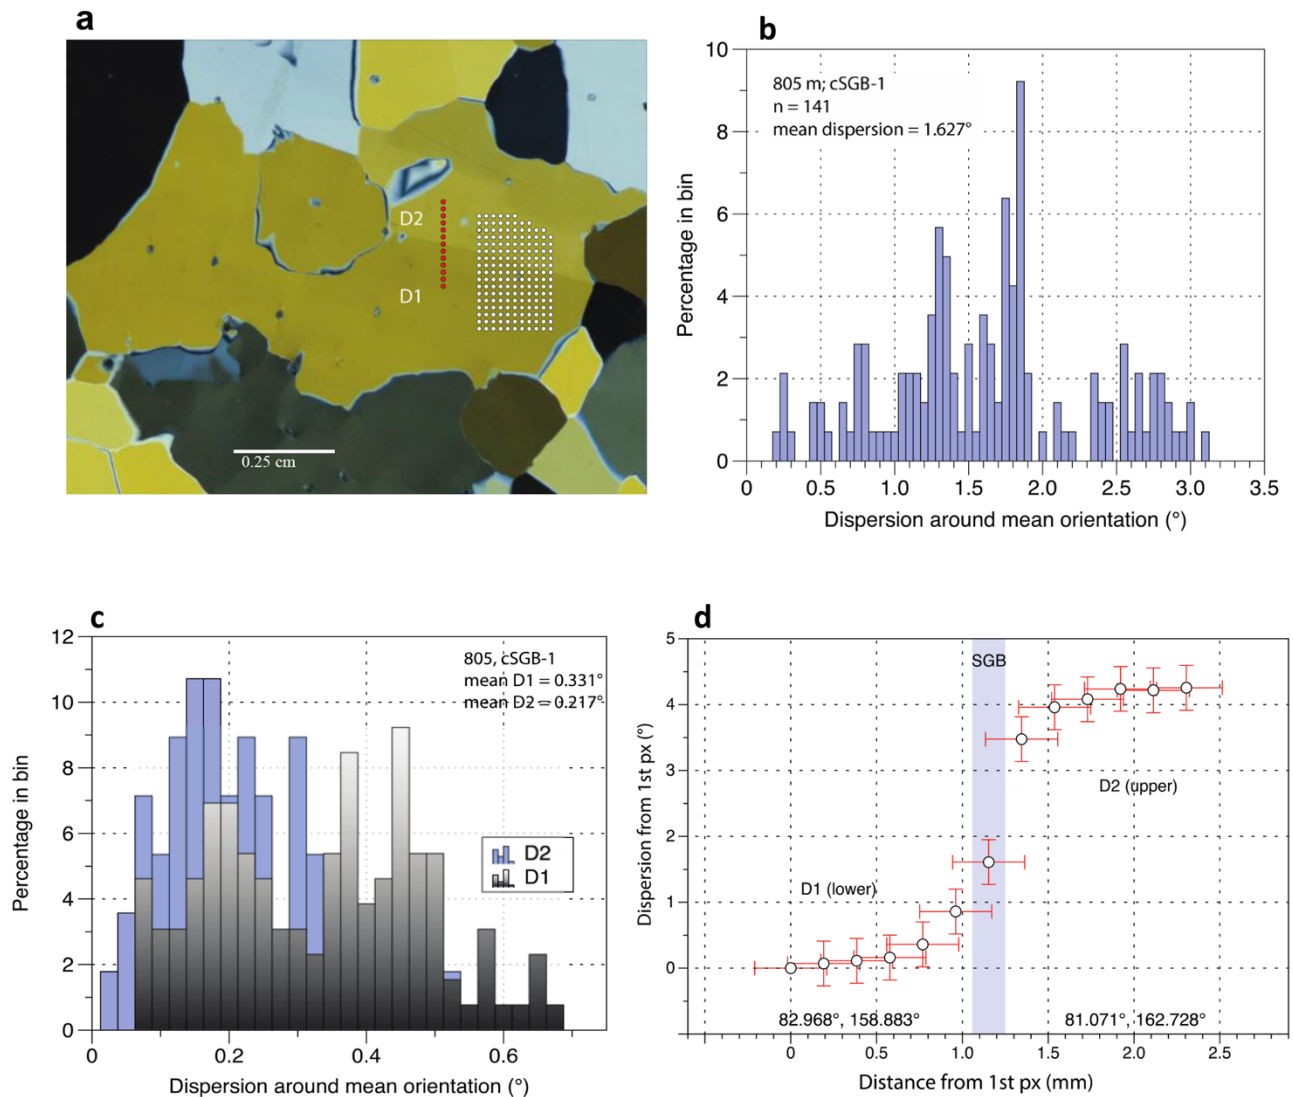 a
D2
D1
0.25 cm
b
10
8
6
4
2
0
Percentage in bin
805 m; cSGB-1
n = 141
mean dispersion = 1.627°
0
0.5
1.0
1.5
2.0
2.5
3.0
3.5
Dispersion around mean orientation (°)
c
12
10
8
6
4
2
0
Percentage in bin
805, cSGB-1
mean D1 = 0.331°
mean D2 = 0.217°
D2
D1
0
0.2
0.4
0.6
Dispersion around mean orientation (°)
d
5
4
3
2
1
0
Dispersion from 1st px (°)
SGB
D2 (upper)
D1 (lower)
82.968°, 158.883°
81.071°, 162.728°
0
0.5
1.0
1.5
2.0
2.5
Distance from 1st px (mm)